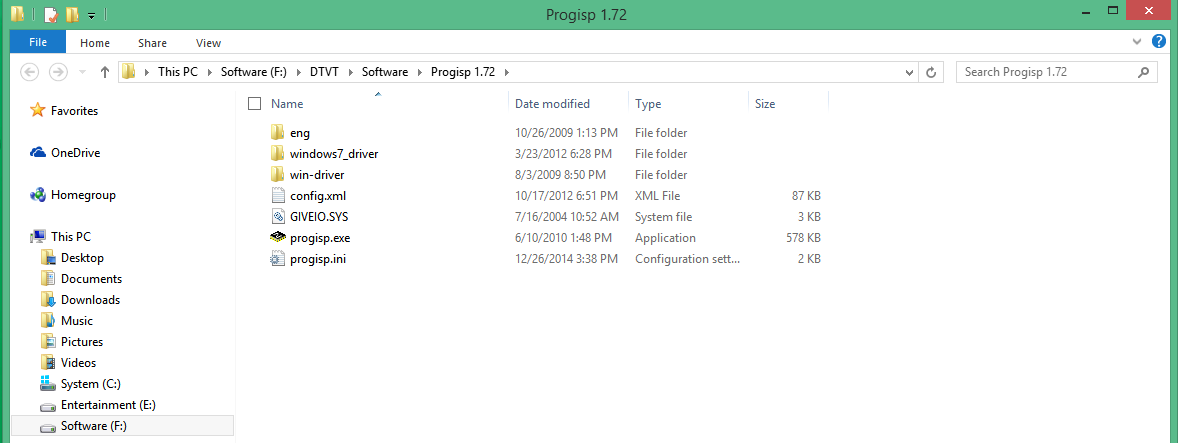 Progisp 1.72
File Home Share View
This PC Software (F:) DTVT Software Progisp 1.72 Search Progisp 1.72
Favorites
OneDrive
Homegroup
This PC
Desktop
Documents
Downloads
Music
Pictures
Videos
System (C:)
Entertainment (E:)
Software (F:)
Name Date modified Type Size
eng 10/26/2009 1:13 PM File folder
windows7_driver 3/23/2012 6:28 PM File folder
win-driver 8/3/2009 8:50 PM File folder
config.xml 10/17/2012 6:51 PM XML File 87 KB
GIVEIO.SYS 7/16/2004 10:52 AM System file 3 KB
progisp.exe 6/10/2010 1:48 PM Application 578 KB
progisp.ini 12/26/2014 3:38 PM Configuration sett... 2 KB